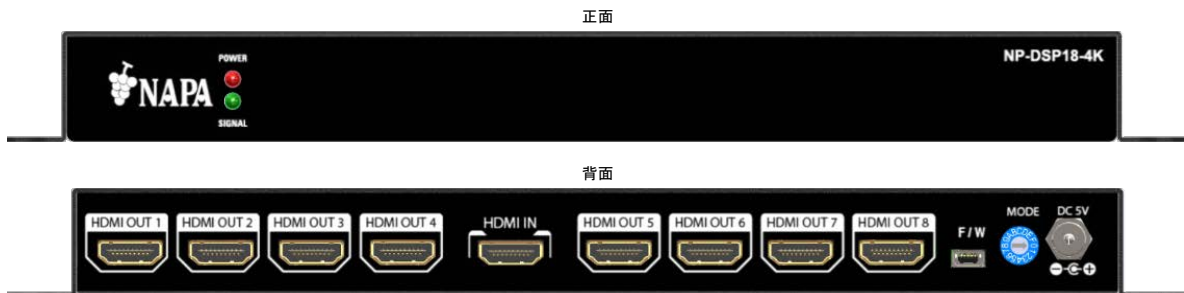 正面
NAPA
POWER
SIGNAL
NP-DSP18-4K
背面
HDMI OUT 1
HDMI OUT 2
HDMI OUT 3
HDMI OUT 4
HDMI IN
HDMI OUT 5
HDMI OUT 6
HDMI OUT 7
HDMI OUT 8
F/W
MODE
DC 5V